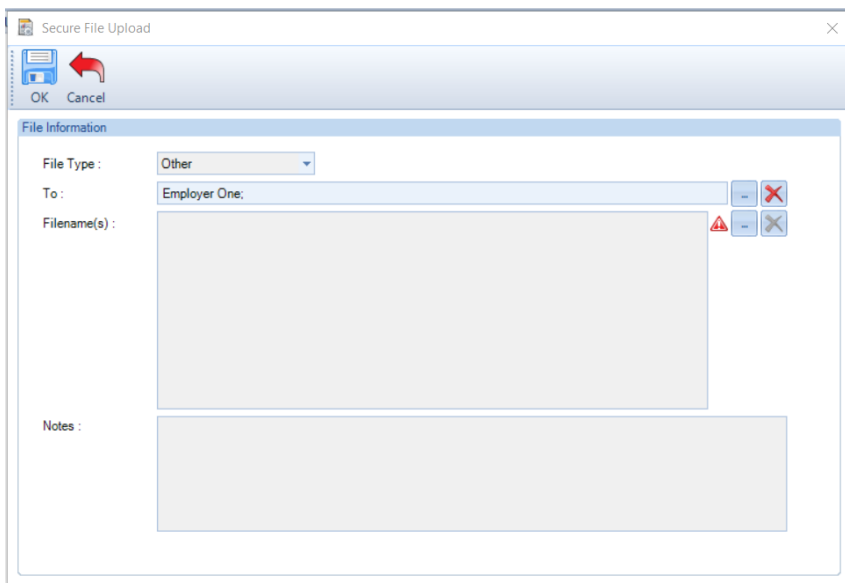 Secure File Upload
OK Cancel
File Information
File Type : Other
To : Employer One;
Filename(s) :
Notes :